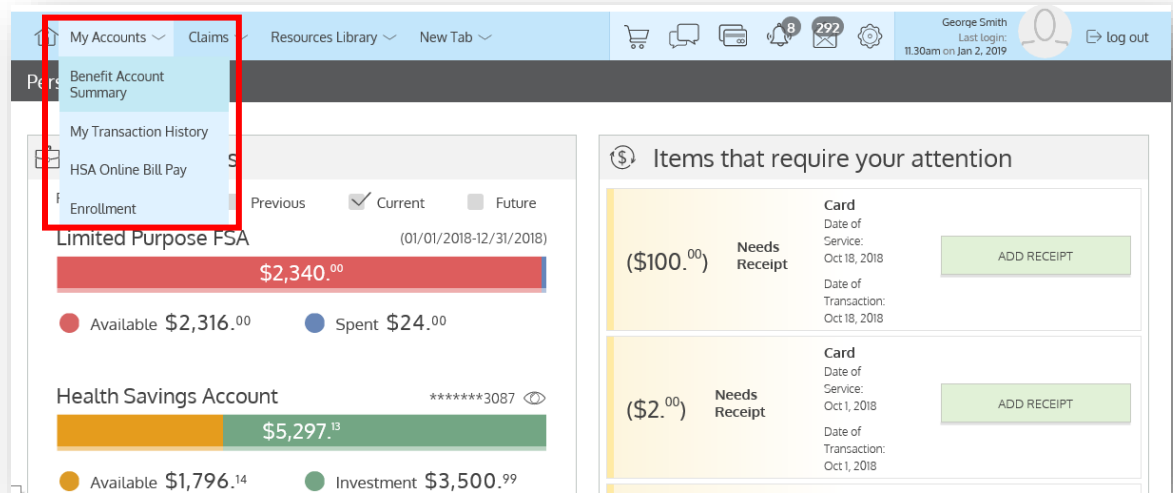 My Accounts
Claims
Resources Library
New Tab
8
292
George Smith
Last login:
11.30am on Jan 2, 2019
log out
Benefit Account
Summary
My Transaction History
HSA Online Bill Pay
Enrollment
Items that require your attention
Previous
Current
Future
Limited Purpose FSA
(01/01/2018-12/31/2018)
$2,340.00
Available $2,316.00
Spent $24.00
Health Savings Account
*******3087
$5,297.13
Available $1,796.14
Investment $3,500.99
($100.00)
Needs
Receipt
Card
Date of
Service:
Oct 18, 2018
Date of
Transaction:
Oct 18, 2018
ADD RECEIPT
($2.00)
Needs
Receipt
Card
Date of
Service:
Oct 1, 2018
Date of
Transaction:
Oct 1, 2018
ADD RECEIPT